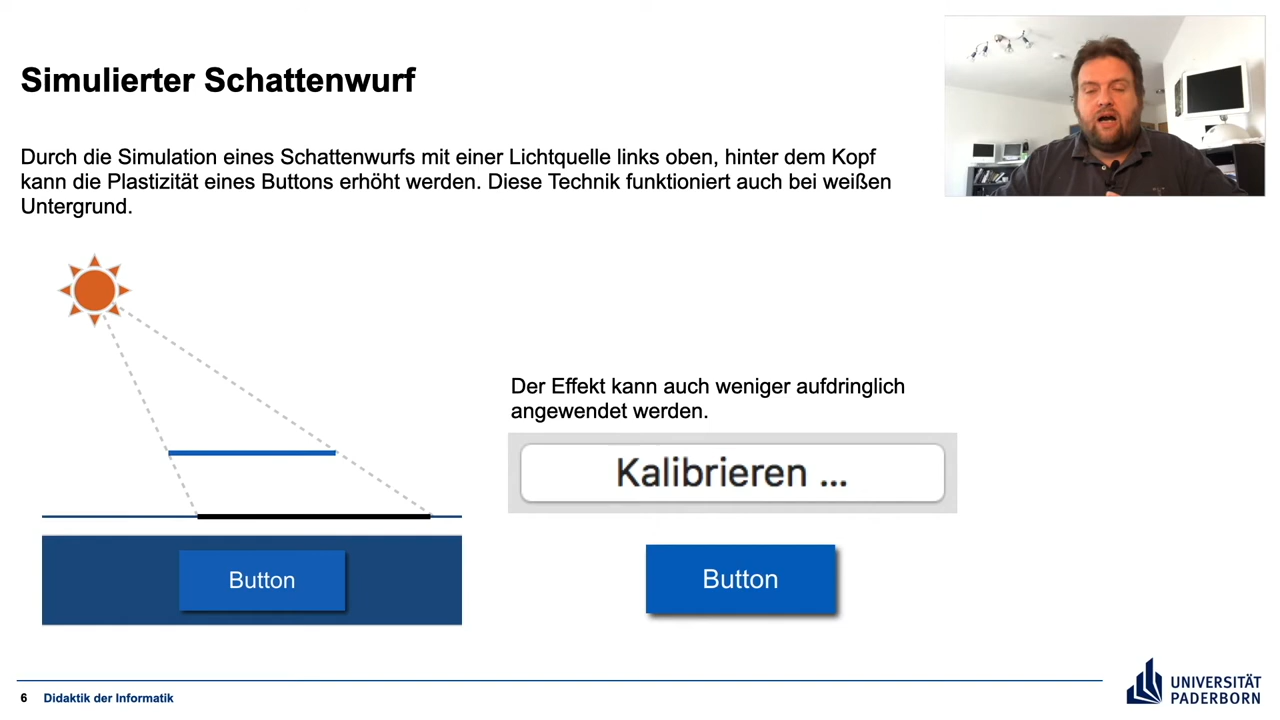 Simulierter Schattenwurf
Durch die Simulation eines Schattenwurfs mit einer Lichtquelle links oben, hinter dem Kopf
kann die Plastizität eines Buttons erhöht werden. Diese Technik funktioniert auch bei weißen
Untergrund.
Der Effekt kann auch weniger aufdringlich
angewendet werden.
Kalibrieren ...
Button
Button
6 Didaktik der Informatik
UNIVERSITÄT
PADERBORN